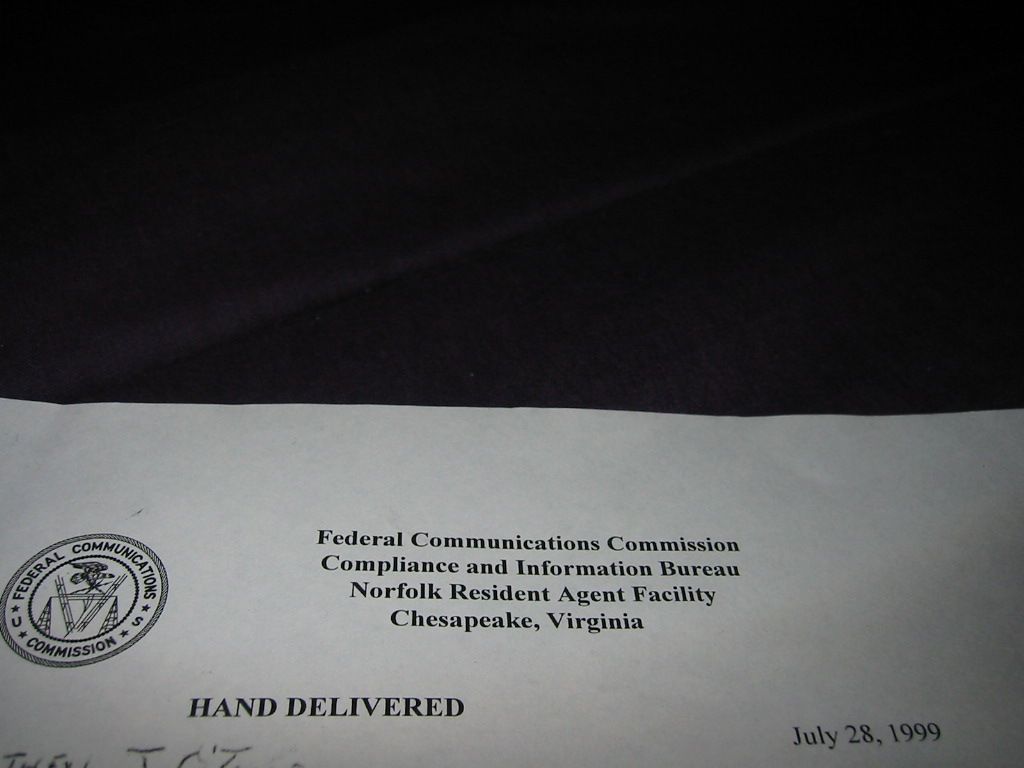 FEDERAL COMMUNICATIONS
COMMISSION
U S
Federal Communications Commission
Compliance and Information Bureau
Norfolk Resident Agent Facility
Chesapeake, Virginia
HAND DELIVERED
July 28, 1999